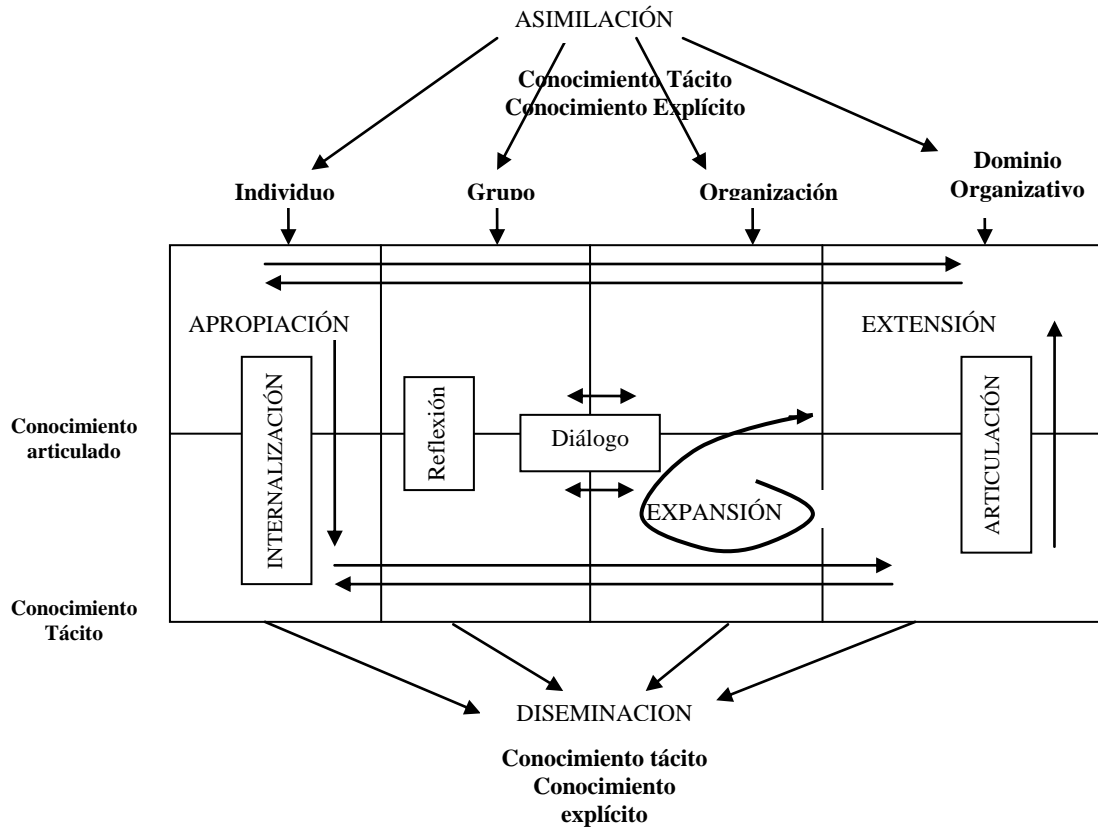 ASIMILACIÓN
Conocimiento Tácito
Conocimiento Explícito
Individuo
Grupo
Organización
Dominio
Organizativo
APROPIACIÓN
EXTENSIÓN
Conocimiento
articulado
INTERNALIZACIÓN
Reflexión
Diálogo
EXPANSIÓN
ARTICULACIÓN
Conocimiento
Tácito
DISEMINACION
Conocimiento tácito
Conocimiento
explícito